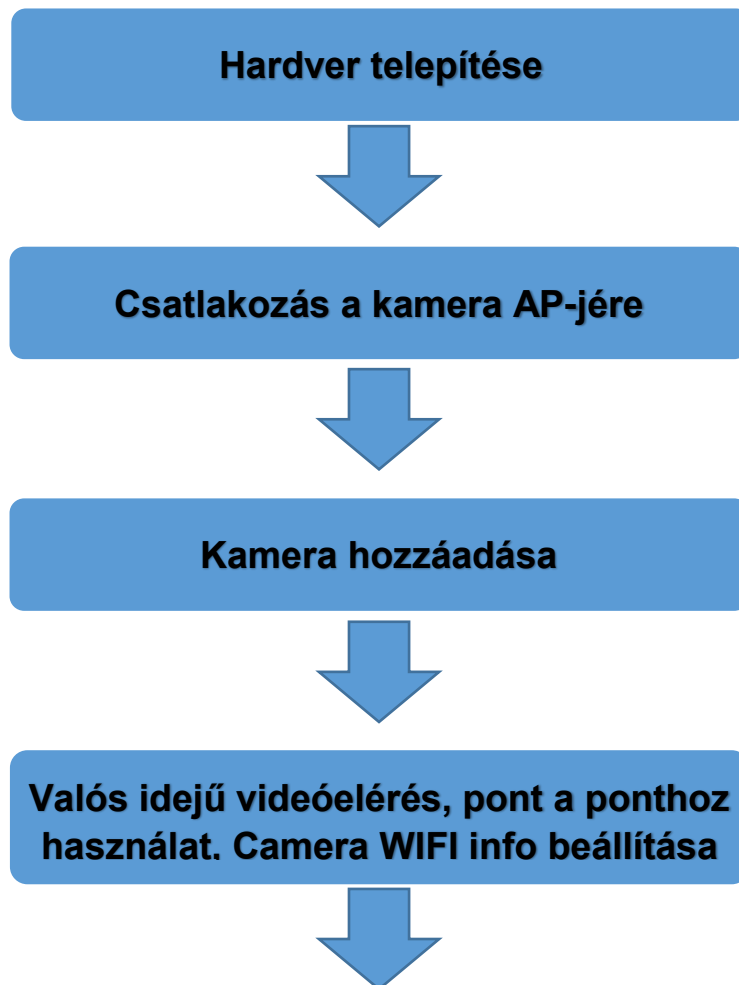 Hardver telepítése
Csatlakozás a kamera AP-jére
Kamera hozzáadása
Valós idejű videóelérés, pont a ponthoz
használat. Camera WIFI info beállítása